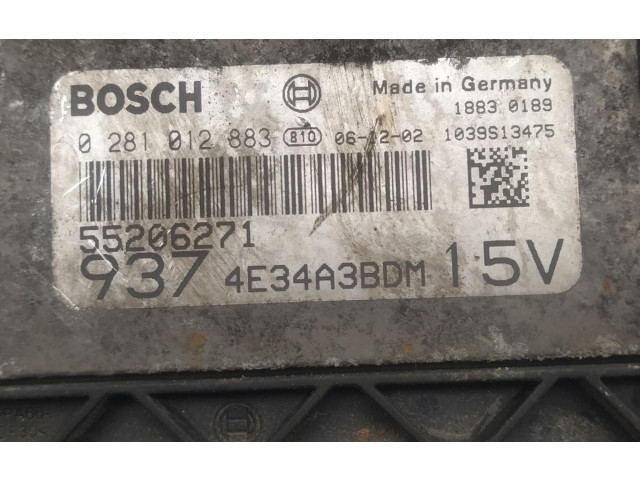 BOSCH Made in Germany
1883 0189
0 281 012 883 810 06-12-02 1039S13475
55206271
937 4E34A3BDM 15V